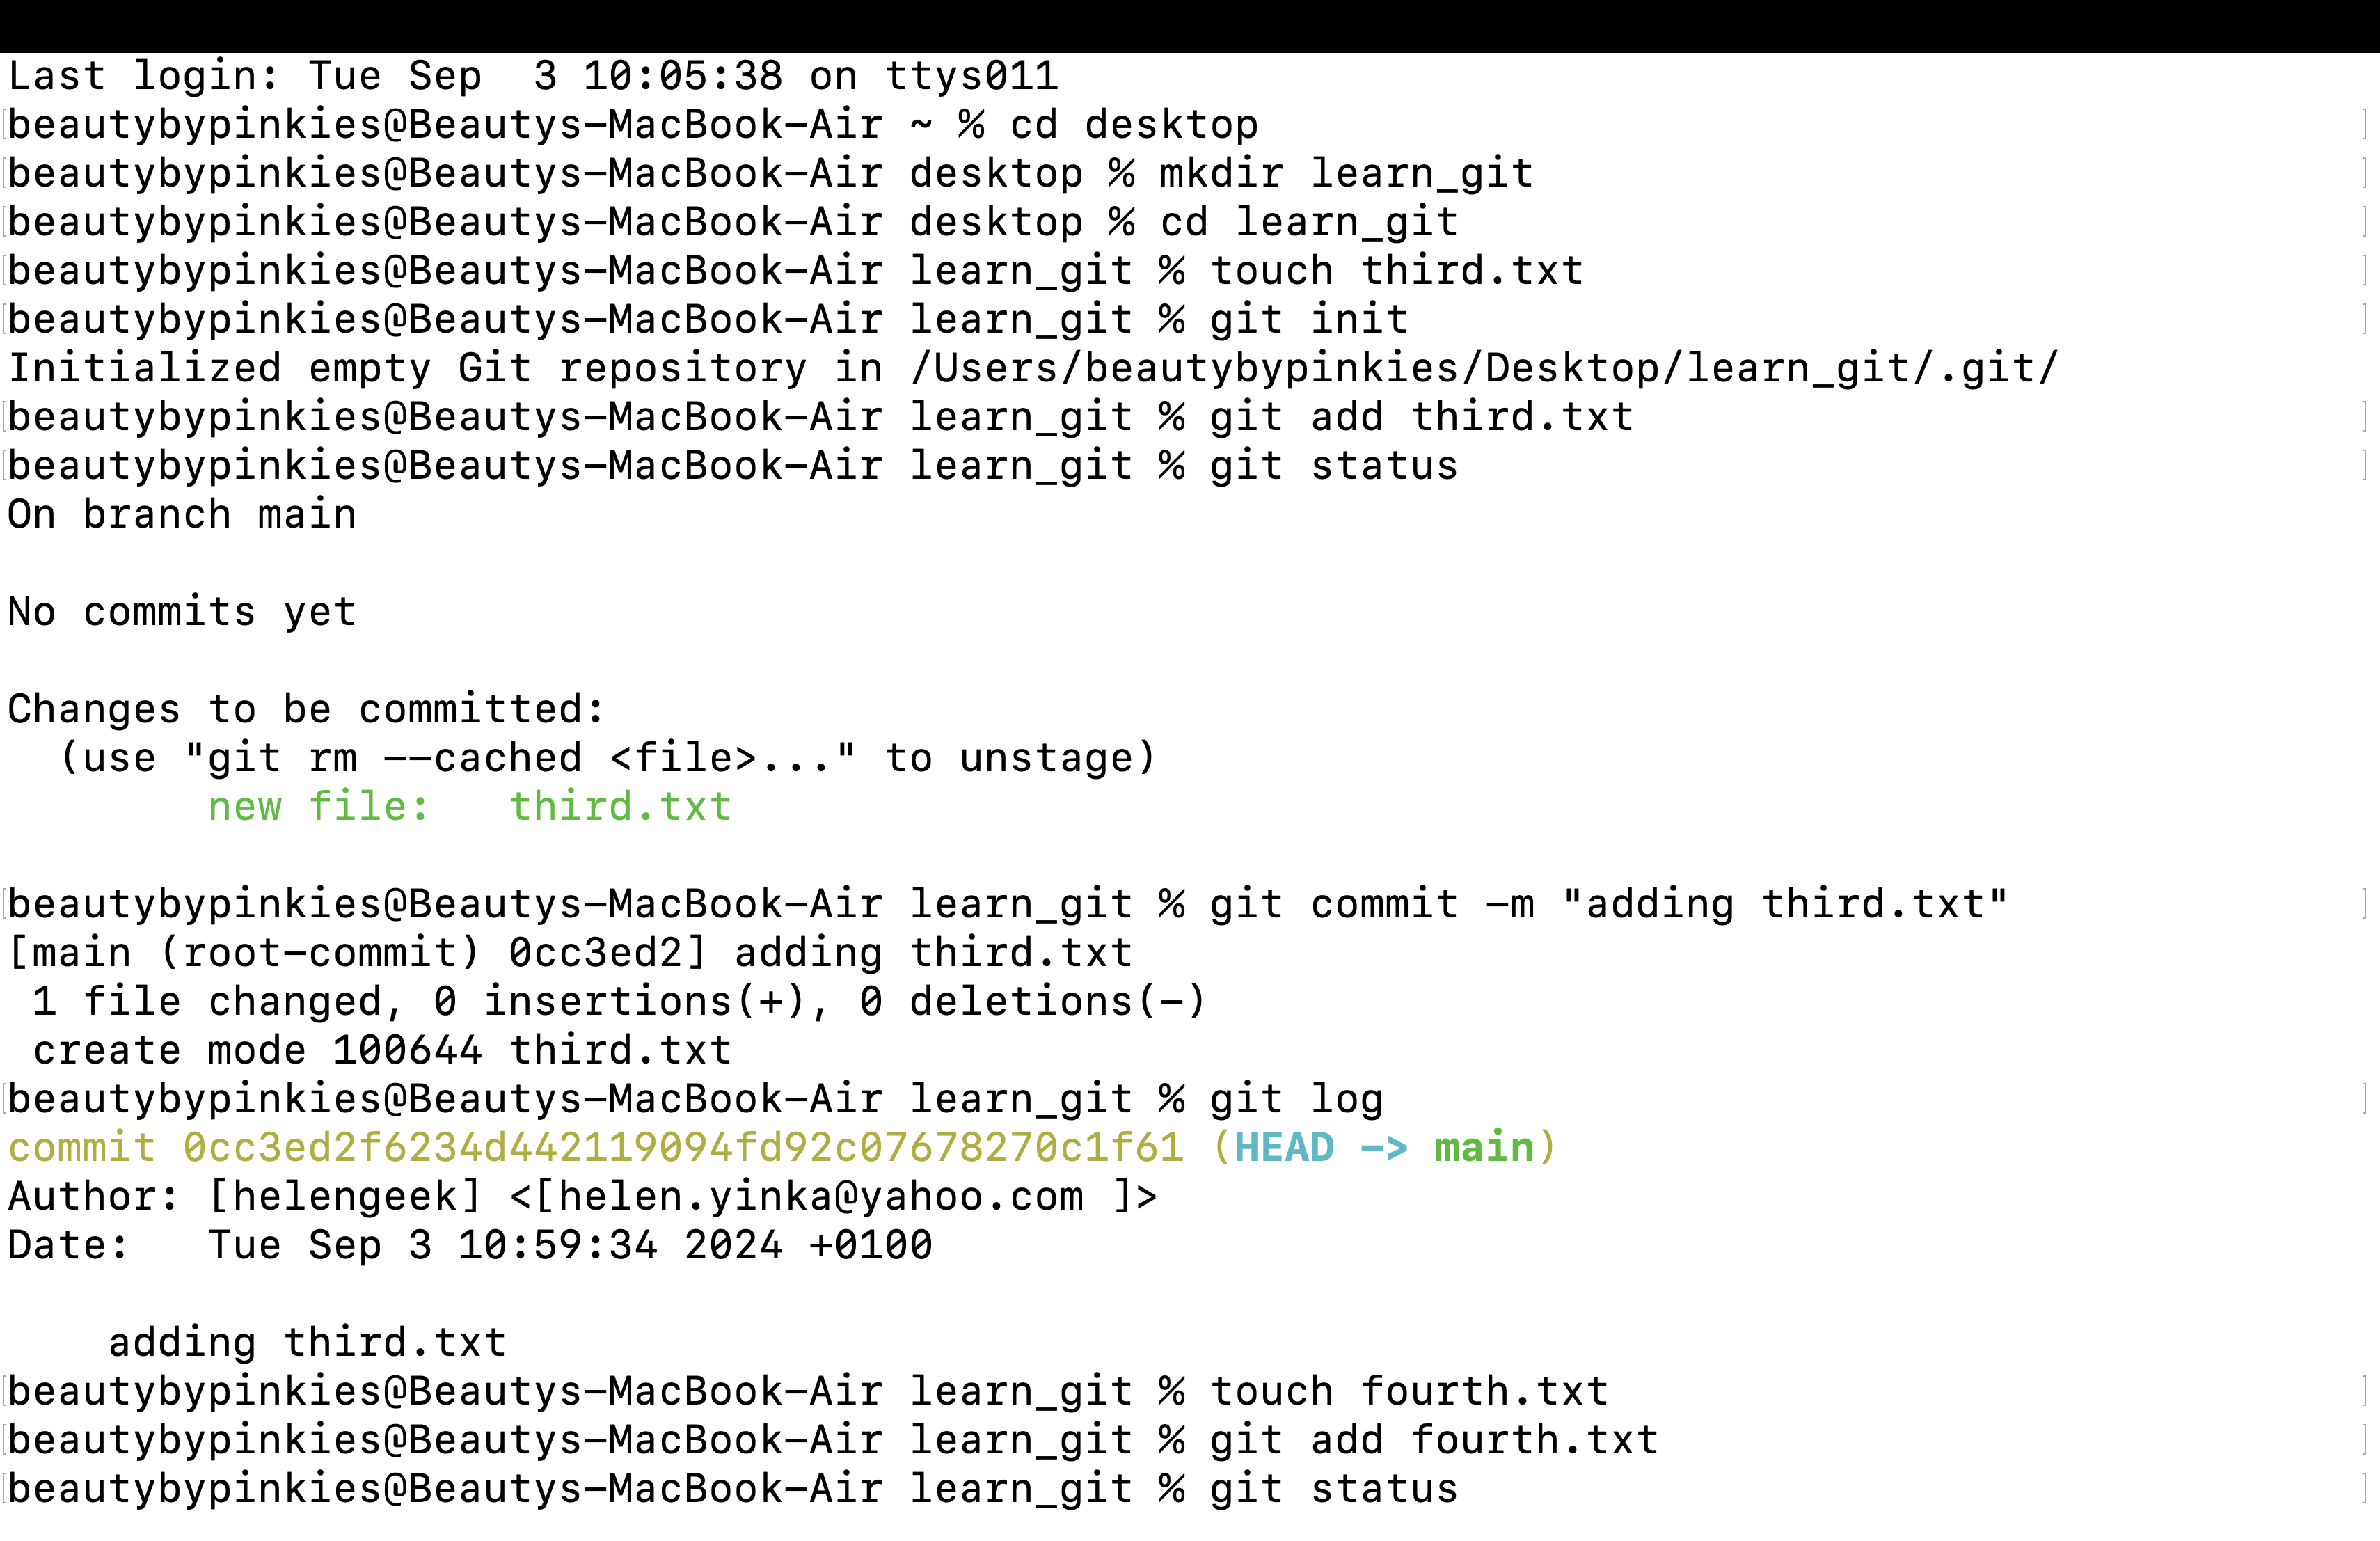 Last login: Tue Sep  3 10:05:38 on ttys011
[beautybypinkies@Beautys-MacBook-Air ~ % cd desktop ]
[beautybypinkies@Beautys-MacBook-Air desktop % mkdir learn_git ]
[beautybypinkies@Beautys-MacBook-Air desktop % cd learn_git ]
[beautybypinkies@Beautys-MacBook-Air learn_git % touch third.txt ]
[beautybypinkies@Beautys-MacBook-Air learn_git % git init ]
Initialized empty Git repository in /Users/beautybypinkies/Desktop/learn_git/.git/
[beautybypinkies@Beautys-MacBook-Air learn_git % git add third.txt ]
[beautybypinkies@Beautys-MacBook-Air learn_git % git status ]
On branch main
No commits yet
Changes to be committed:
  (use "git rm --cached <file>..." to unstage)
        new file:   third.txt
[beautybypinkies@Beautys-MacBook-Air learn_git % git commit -m "adding third.txt" ]
[main (root-commit) 0cc3ed2] adding third.txt
 1 file changed, 0 insertions(+), 0 deletions(-)
 create mode 100644 third.txt
[beautybypinkies@Beautys-MacBook-Air learn_git % git log ]
commit 0cc3ed2f6234d442119094fd92c07678270c1f61 (HEAD -> main)
Author: [helengeek] <[helen.yinka@yahoo.com ]>
Date:   Tue Sep 3 10:59:34 2024 +0100
    adding third.txt
[beautybypinkies@Beautys-MacBook-Air learn_git % touch fourth.txt ]
[beautybypinkies@Beautys-MacBook-Air learn_git % git add fourth.txt ]
[beautybypinkies@Beautys-MacBook-Air learn_git % git status ]